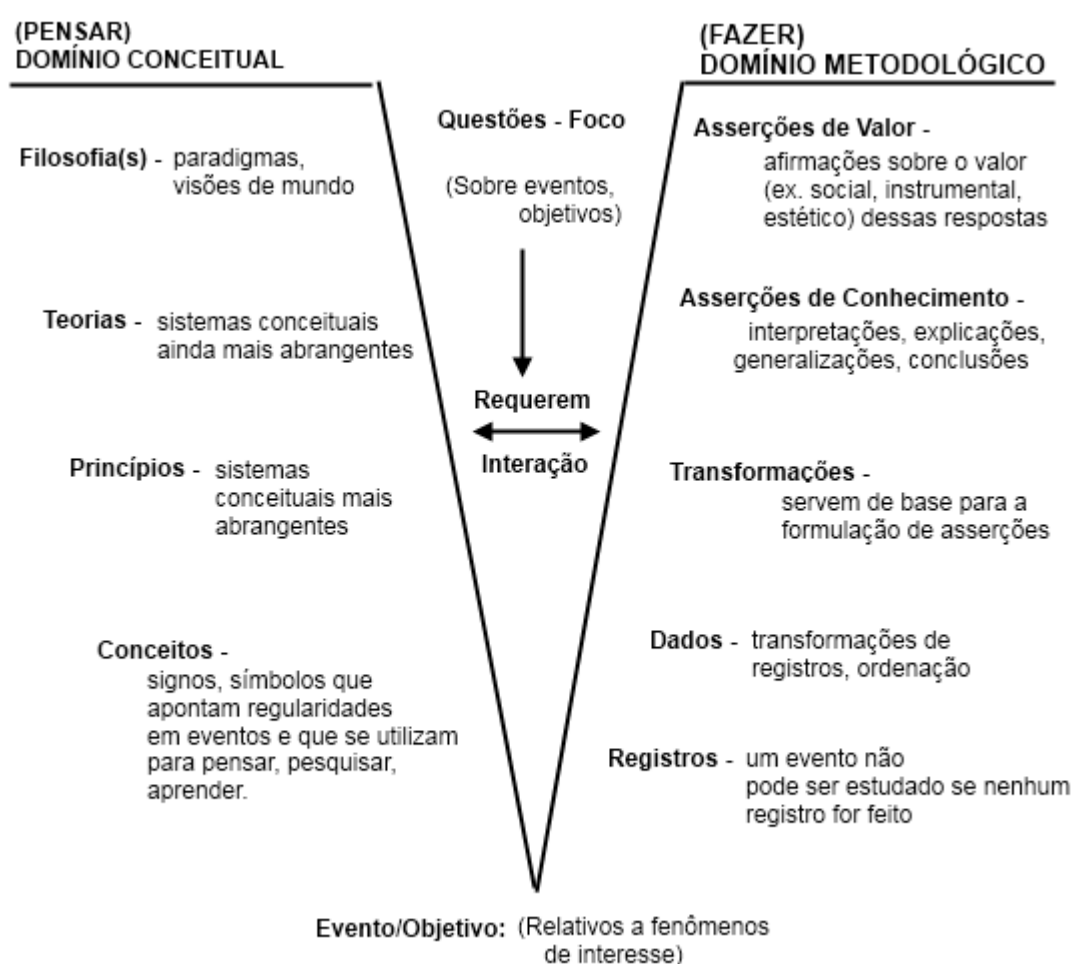 (PENSAR)
DOMÍNIO CONCEITUAL
Filosofia(s) - paradigmas,
visões de mundo
Teorias - sistemas conceituais
ainda mais abrangentes
Princípios - sistemas
conceituais mais
abrangentes
Conceitos -
signos, símbolos que
apontam regularidades
em eventos e que se utilizam
para pensar, pesquisar,
aprender.
Questões - Foco
(Sobre eventos,
objetivos)
Requerem
Interação
(FAZER)
DOMÍNIO METODOLÓGICO
Asserções de Valor -
afirmações sobre o valor
(ex. social, instrumental,
estético) dessas respostas
Asserções de Conhecimento -
interpretações, explicações,
generalizações, conclusões
Transformações -
servem de base para a
formulação de asserções
Dados - transformações de
registros, ordenação
Registros - um evento não
pode ser estudado se nenhum
registro for feito
Evento/Objetivo: (Relativos a fenômenos
de interesse)